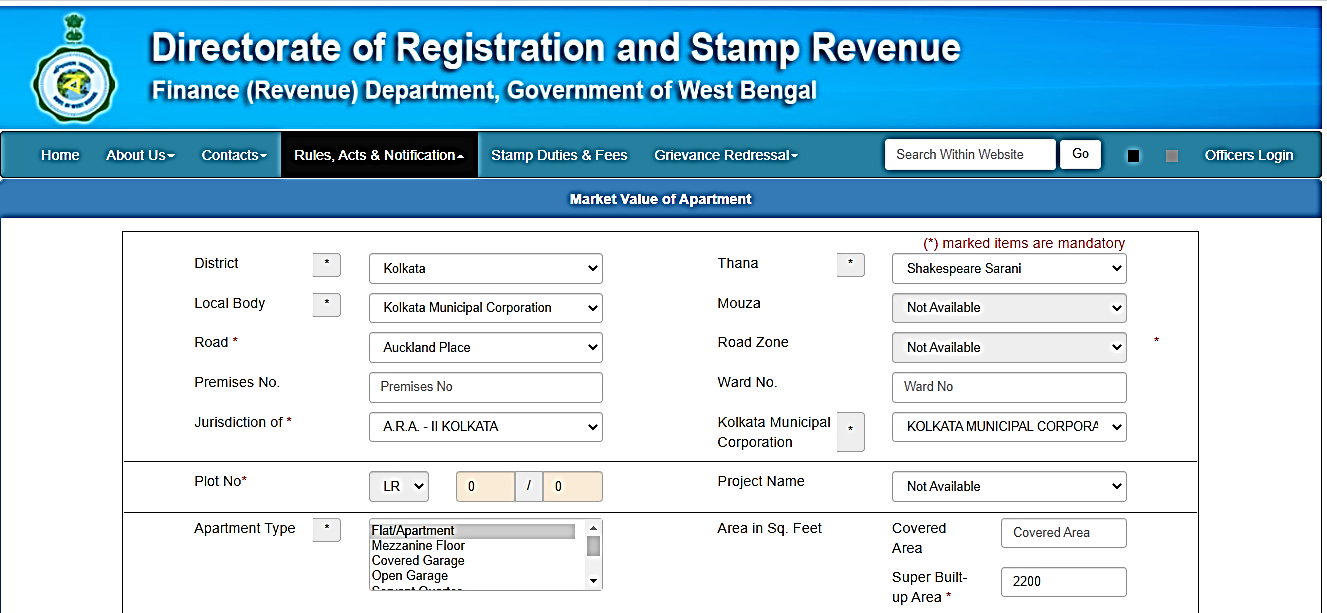 Directorate of Registration and Stamp Revenue
Finance (Revenue) Department, Government of West Bengal
Home About Us Contacts Rules, Acts & Notification Stamp Duties & Fees Grievance Redressal Search Within Website Go Officers Login
Market Value of Apartment
(*) marked items are mandatory
District * Kolkata Thana * Shakespeare Sarani
Local Body * Kolkata Municipal Corporation Mouza Not Available
Road * Auckland Place Road Zone Not Available *
Premises No. Premises No Ward No. Ward No
Jurisdiction of * A.R.A. - II KOLKATA Kolkata Municipal Corporation * KOLKATA MUNICIPAL CORPORA
Plot No* LR 0 / 0 Project Name Not Available
Apartment Type * Flat/Apartment Area in Sq. Feet Covered Area Covered Area
Mezzanine Floor
Covered Garage
Open Garage Super Built-up Area * 2200